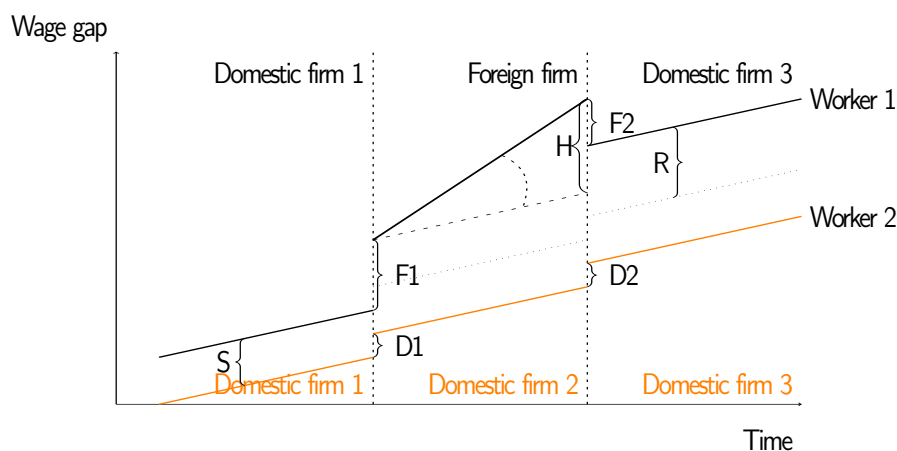 Wage gap
Domestic firm 1
Foreign firm
Domestic firm 3
Worker 1
F2
H
R
Worker 2
F1
D2
D1
S
Domestic firm 1
Domestic firm 2
Domestic firm 3
Time